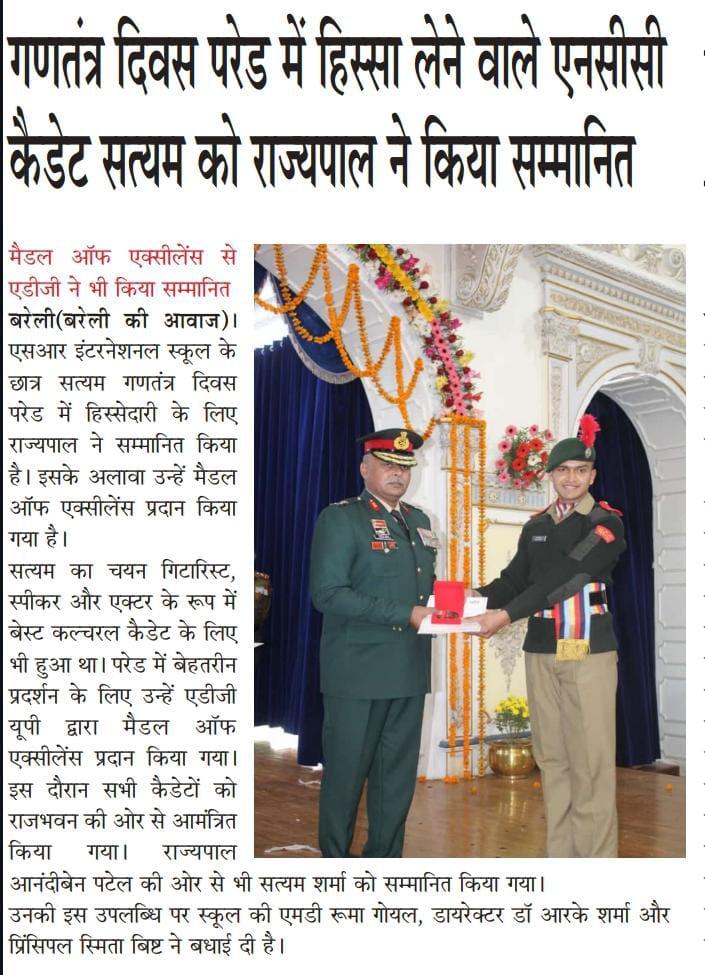 गणतंत्र दिवस परेड में हिस्सा लेने वाले एनसीसी
कैडेट सत्यम को राज्यपाल ने किया सम्मानित
मैडल ऑफ एक्सीलेंस से
एडीजी ने भी किया सम्मानित
बरेली(बरेली की आवाज)।
एसआर इंटरनेशनल स्कूल के
छात्र सत्यम गणतंत्र दिवस
परेड में हिस्सेदारी के लिए
राज्यपाल ने सम्मानित किया
है। इसके अलावा उन्हें मैडल
ऑफ एक्सीलेंस प्रदान किया
गया है।
सत्यम का चयन गिटारिस्ट,
स्पीकर और एक्टर के रूप में
बेस्ट कल्चरल कैडेट के लिए
भी हुआ था। परेड में बेहतरीन
प्रदर्शन के लिए उन्हें एडीजी
यूपी द्वारा मैडल ऑफ
एक्सीलेंस प्रदान किया गया।
इस दौरान सभी कैडेटों को
राजभवन की ओर से आमंत्रित
किया गया। राज्यपाल
आनंदीबेन पटेल की ओर से भी सत्यम शर्मा को सम्मानित किया गया।
उनकी इस उपलब्धि पर स्कूल की एमडी रूमा गोयल, डायरेक्टर डॉ आरके शर्मा और
प्रिंसिपल स्मिता बिष्ट ने बधाई दी है।